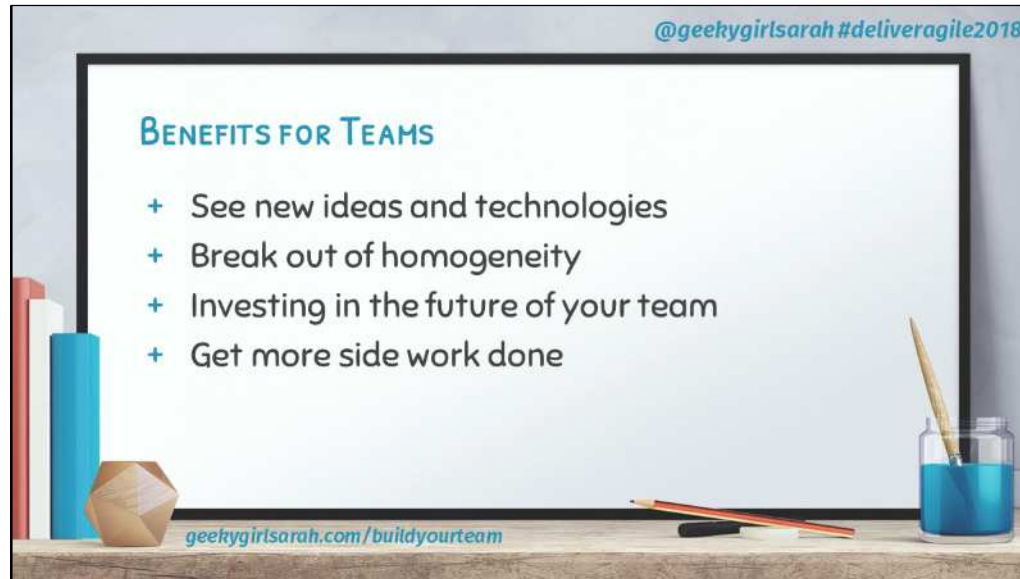 @geekygirlsarah #deliveragile2018
Benefits for Teams
+ See new ideas and technologies
+ Break out of homogeneity
+ Investing in the future of your team
+ Get more side work done
geekygirlsarah.com/buildyourteam